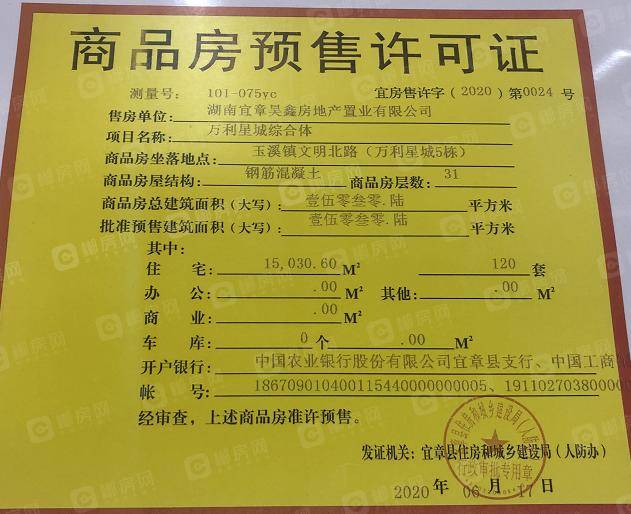 商品房预售许可证
测量号: 101-075yc 宜房售许字(2020)第0024号
售房单位: 湖南宜章昊鑫房地产置业有限公司
项目名称: 万利星城综合体
商品房坐落地点: 玉溪镇文明北路(万利星城5栋)
商品房屋结构: 钢筋混凝土 商品房层数: 31
商品房总建筑面积(大写): 壹伍零叁零.陆 平方米
批准预售建筑面积(大写): 壹伍零叁零.陆 平方米
其中:
住 宅: 15,030.60 M² 120 套
办 公: .00 M² 其他: .00 M²
商 业: .00 M²
车 库: 0 个 .00 M²
开户银行: 中国农业银行股份有限公司宜章县支行、中国工商
帐 号: 186709010400115440000000005、19110270380000
经审查,上述商品房准许预售。
发证机关: 宜章县住房和城乡建设局(人防办)
行政审批专用章
2020 年 06 月 17 日
郴房网